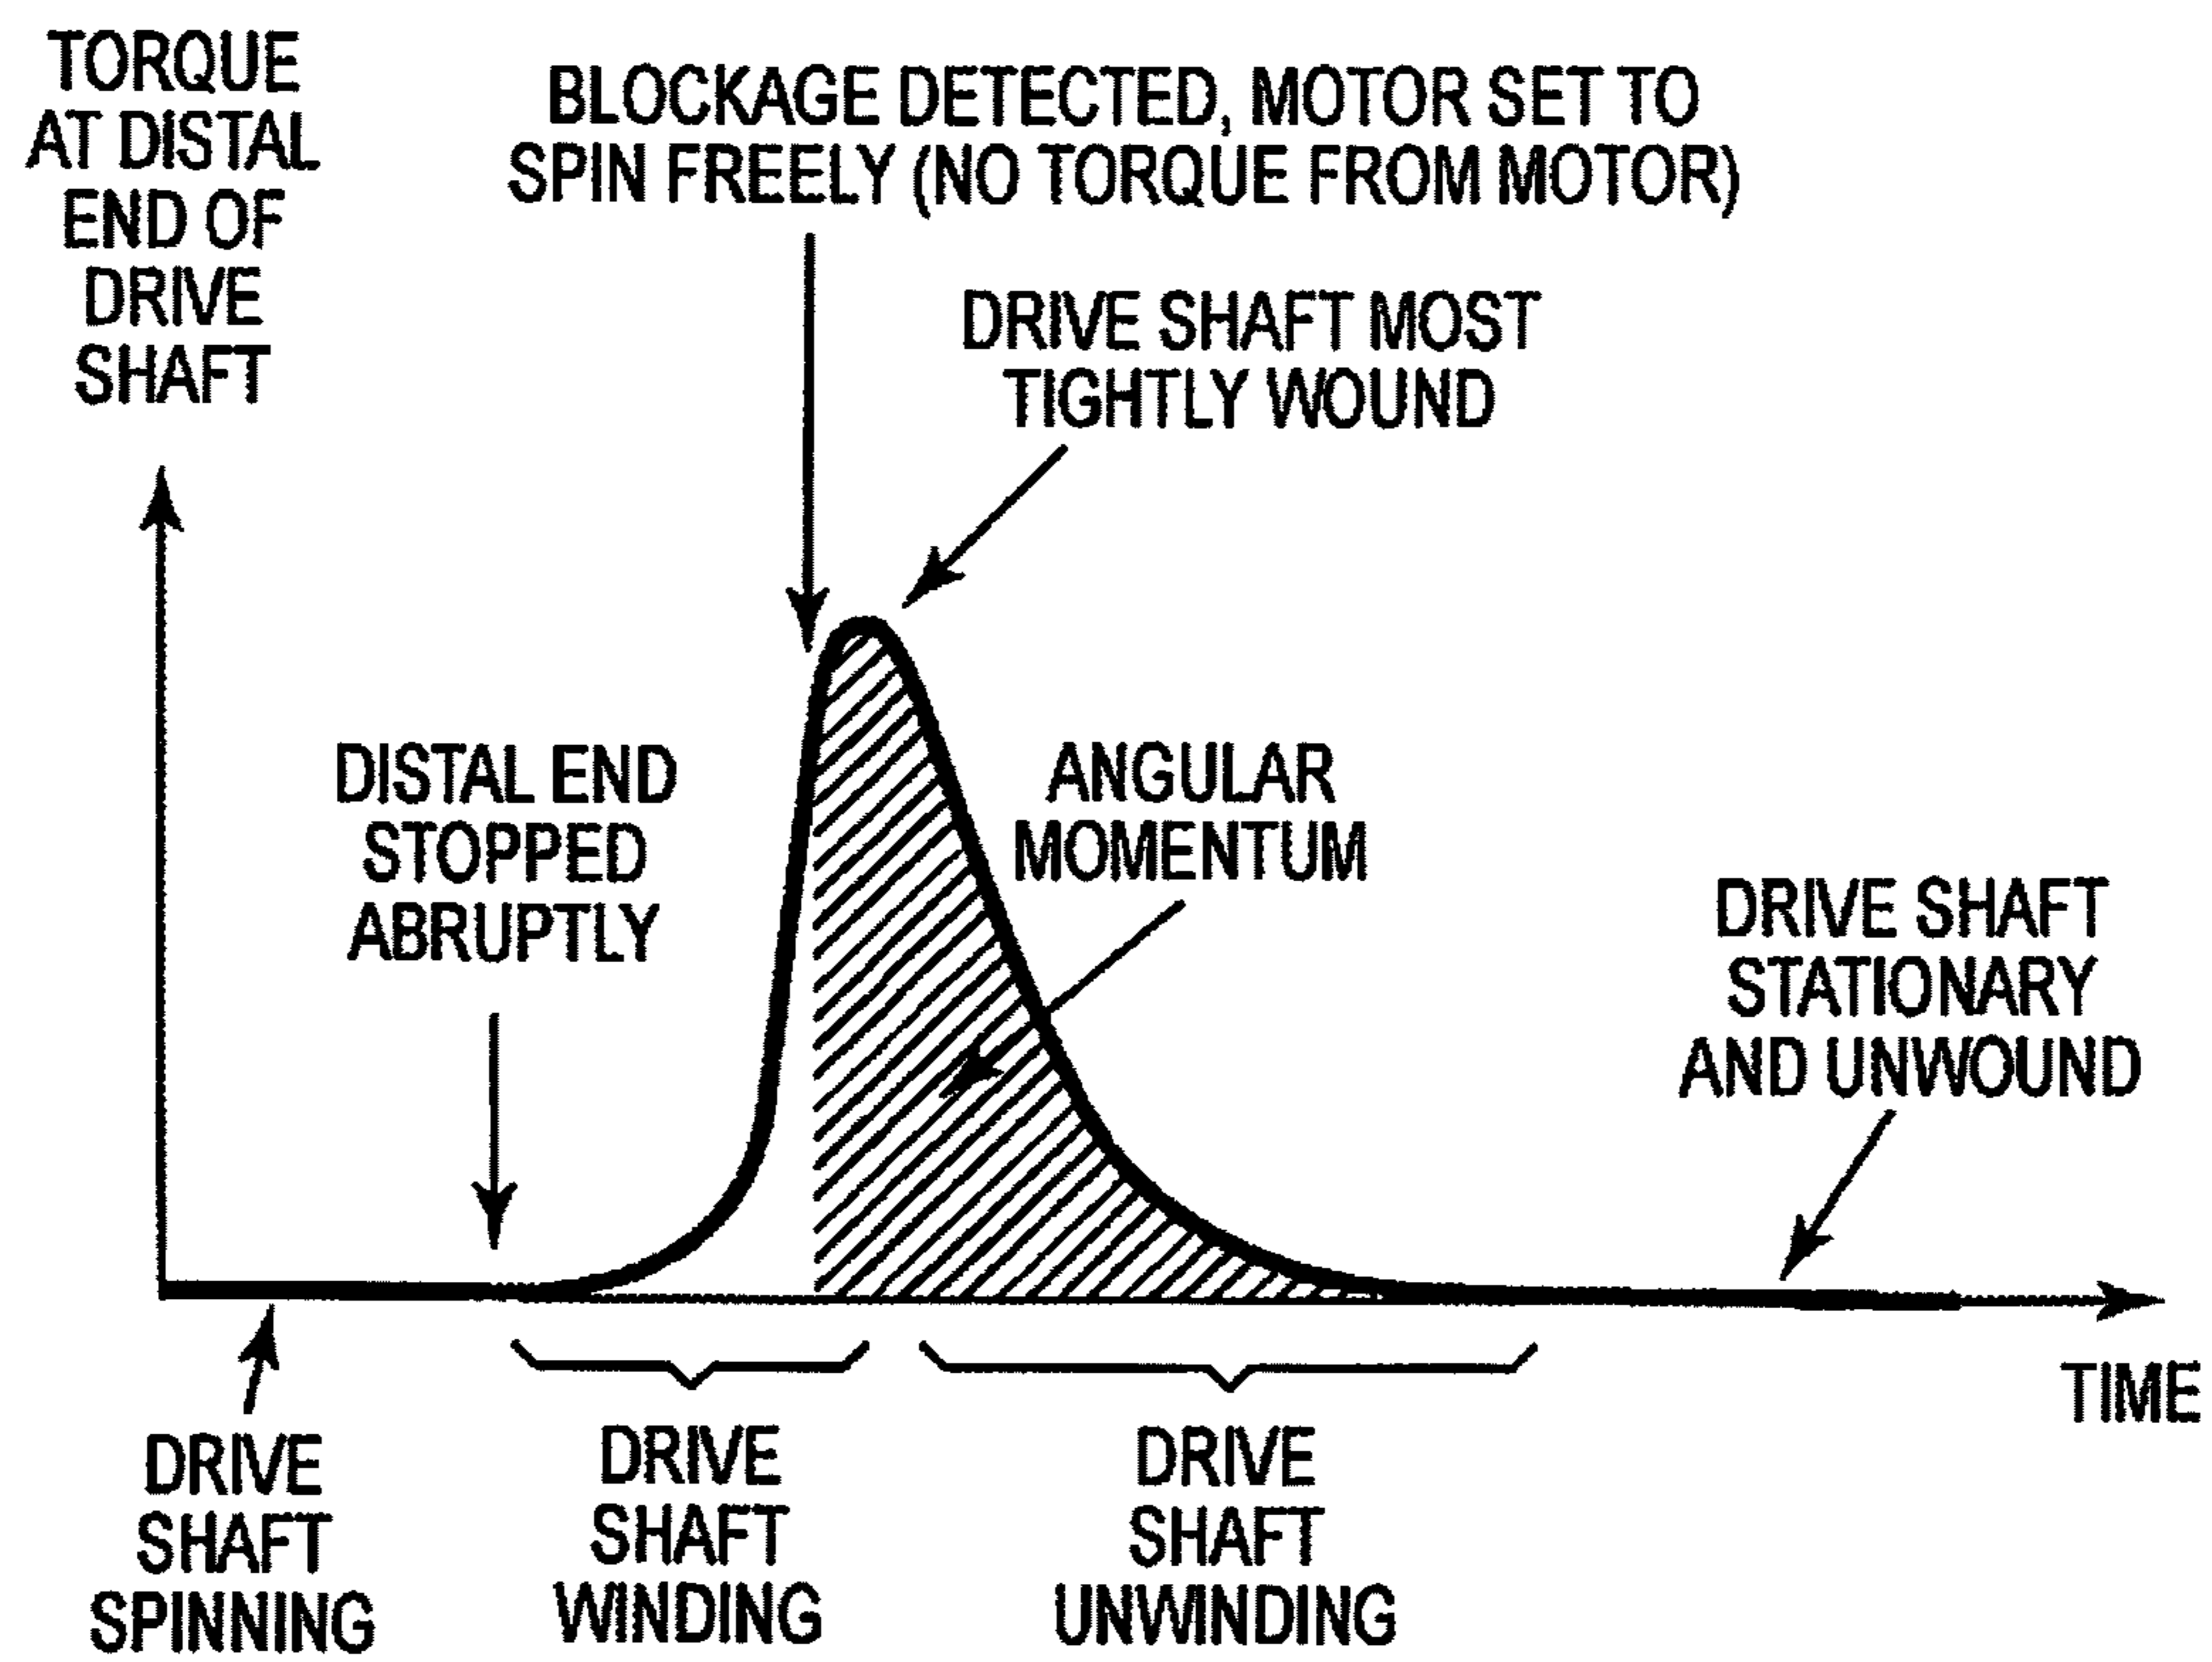 TORQUE
AT DISTAL
END OF
DRIVE
SHAFT
BLOCKAGE DETECTED, MOTOR SET TO
SPIN FREELY (NO TORQUE FROM MOTOR)
DRIVE SHAFT MOST
TIGHTLY WOUND
DISTAL END
STOPPED
ABRUPTLY
ANGULAR
MOMENTUM
DRIVE SHAFT
STATIONARY
AND UNWOUND
TIME
DRIVE
SHAFT
SPINNING
DRIVE
SHAFT
WINDING
DRIVE
SHAFT
UNWINDING